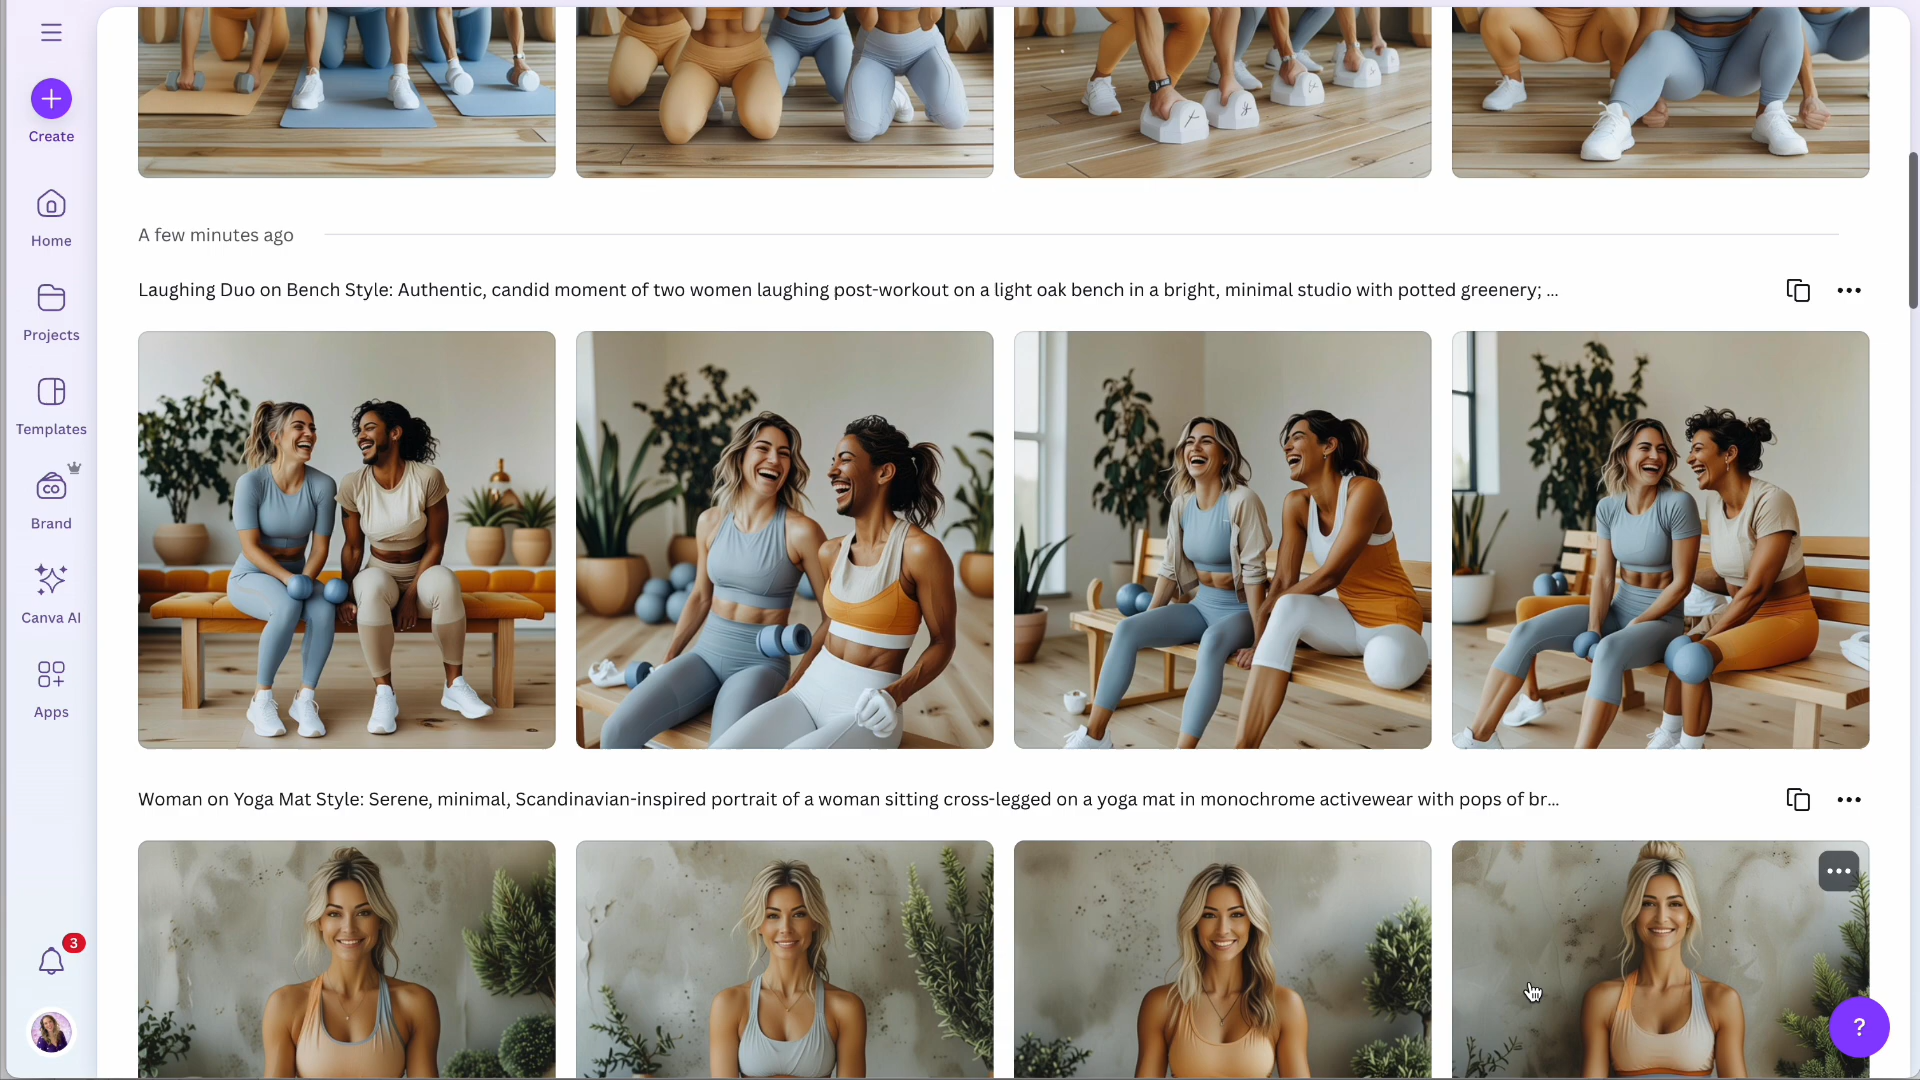 Create
Home
Projects
Templates
CO
Brand
Canva AI
Apps
3
A few minutes ago
Laughing Duo on Bench Style: Authentic, candid moment of two women laughing post-workout on a light oak bench in a bright, minimal studio with potted greenery; ...
Woman on Yoga Mat Style: Serene, minimal, Scandinavian-inspired portrait of a woman sitting cross-legged on a yoga mat in monochrome activewear with pops of br...
?